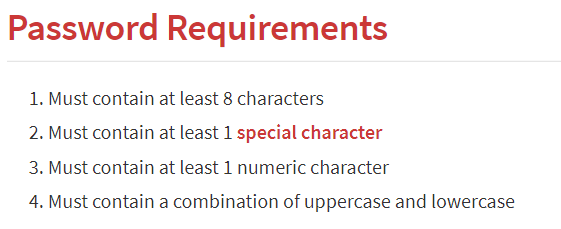 Password Requirements
1. Must contain at least 8 characters
2. Must contain at least 1 special character
3. Must contain at least 1 numeric character
4. Must contain a combination of uppercase and lowercase